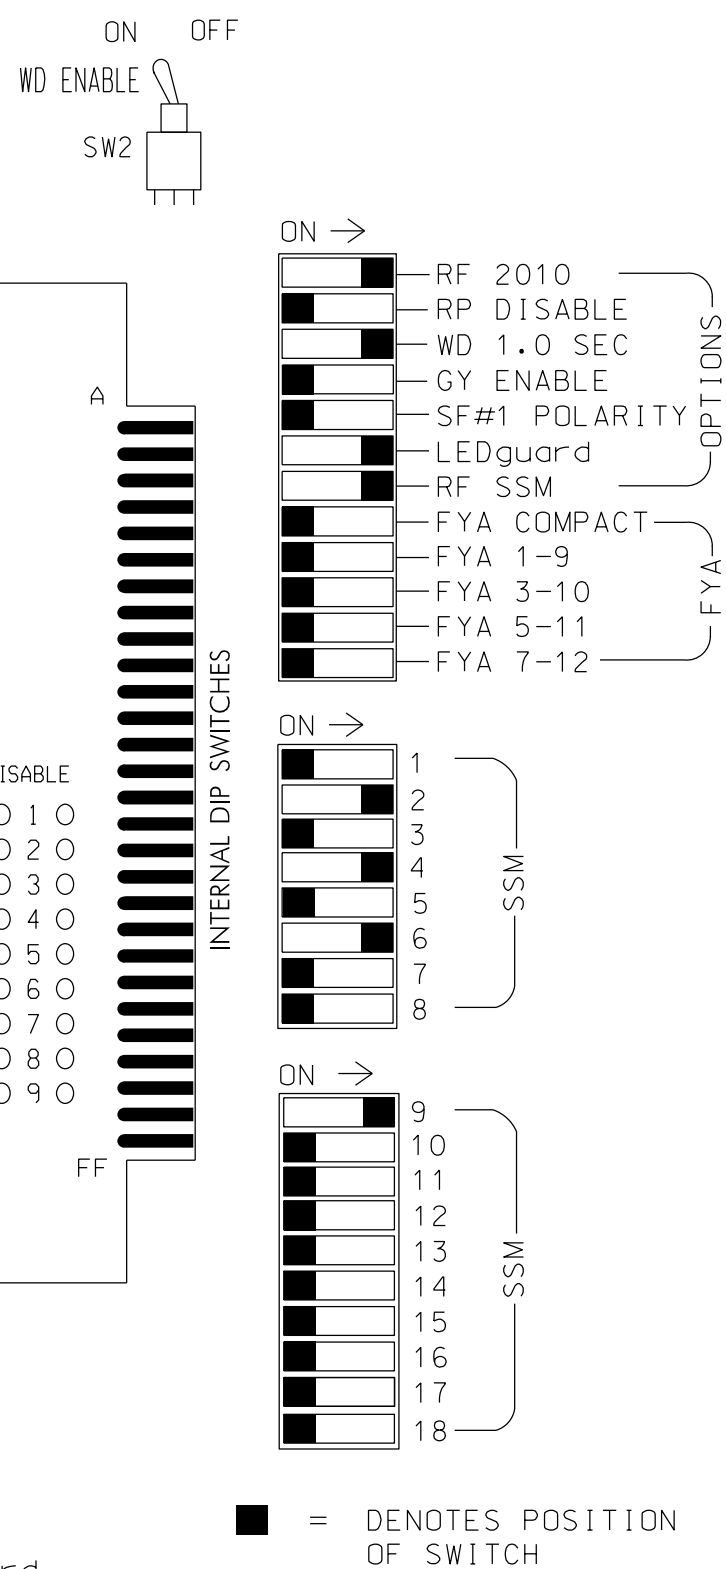 ON OFF
WD ENABLE
SW2
ON
RF 2010
RP DISABLE
WD 1.0 SEC
GY ENABLE
SF#1 POLARITY
LEDguard
RF SSM
FYA COMPACT
FYA 1-9
FYA 3-10
FYA 5-11
FYA 7-12
OPTIONS
FYA
A
FF
INTERNAL DIP SWITCHES
ISABLE
1
2
3
4
5
6
7
8
9
ON
1
2
3
4
5
6
7
8
SSM
ON
9
10
11
12
13
14
15
16
17
18
SSM
= DENOTES POSITION
OF SWITCH